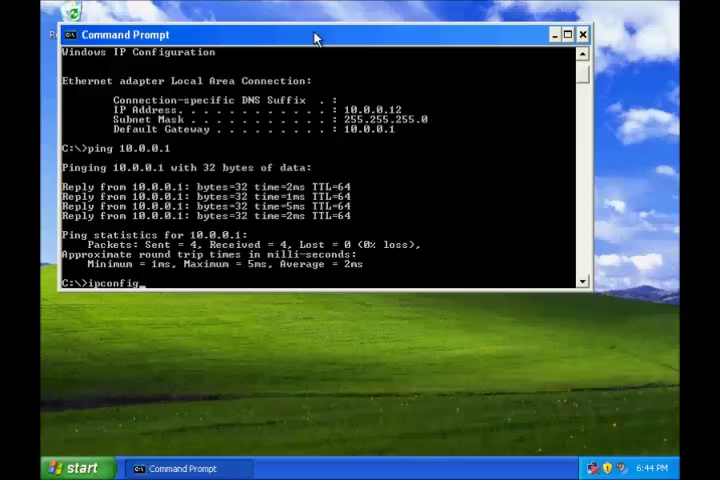 Command Prompt
Windows IP Configuration
Ethernet adapter Local Area Connection:
Connection-specific DNS Suffix . :
IP Address. . . . . . . . . . . . : 10.0.0.12
Subnet Mask . . . . . . . . . . . : 255.255.255.0
Default Gateway . . . . . . . . . : 10.0.0.1
C:\>ping 10.0.0.1
Pinging 10.0.0.1 with 32 bytes of data:
Reply from 10.0.0.1: bytes=32 time=2ms TTL=64
Reply from 10.0.0.1: bytes=32 time=1ms TTL=64
Reply from 10.0.0.1: bytes=32 time=5ms TTL=64
Reply from 10.0.0.1: bytes=32 time=2ms TTL=64
Ping statistics for 10.0.0.1:
Packets: Sent = 4, Received = 4, Lost = 0 (0% loss),
Approximate round trip times in milli-seconds:
Minimum = 1ms, Maximum = 5ms, Average = 2ms
C:\>ipconfig_
start
Command Prompt
6:44 PM